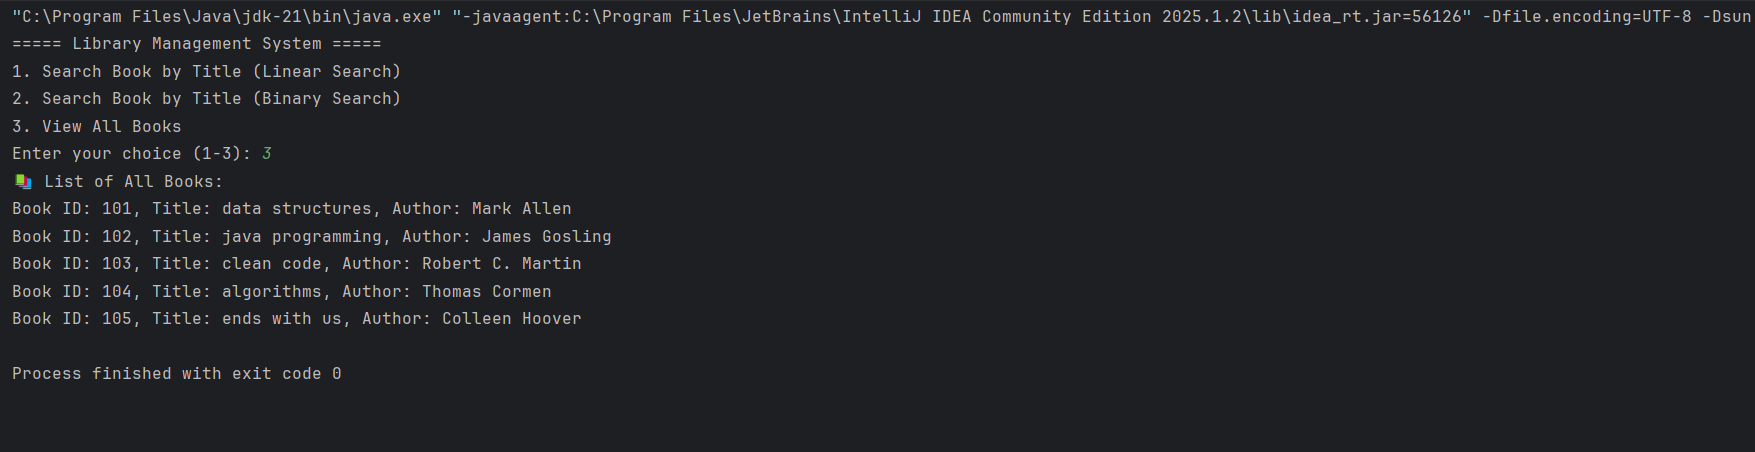 "C:\Program Files\Java\jdk-21\bin\java.exe" "-javaagent:C:\Program Files\JetBrains\IntelliJ IDEA Community Edition 2025.1.2\lib\idea_rt.jar=56126" -Dfile.encoding=UTF-8 -Dsun
===== Library Management System =====
1. Search Book by Title (Linear Search)
2. Search Book by Title (Binary Search)
3. View All Books
Enter your choice (1-3): 3
📚 List of All Books:
Book ID: 101, Title: data structures, Author: Mark Allen
Book ID: 102, Title: java programming, Author: James Gosling
Book ID: 103, Title: clean code, Author: Robert C. Martin
Book ID: 104, Title: algorithms, Author: Thomas Cormen
Book ID: 105, Title: ends with us, Author: Colleen Hoover
Process finished with exit code 0